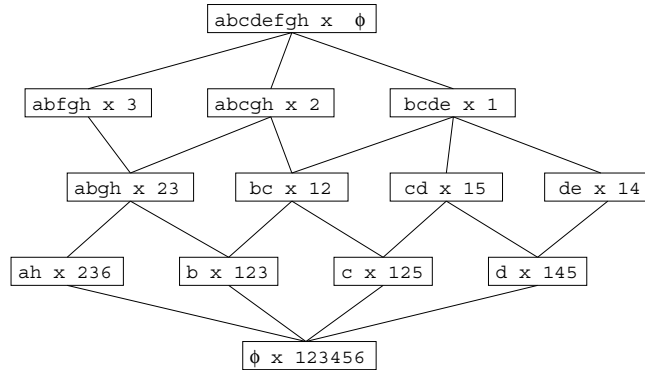 abcdefgh x ϕ
abfgh x 3 abcgh x 2 bcde x 1
abgh x 23 bc x 12 cd x 15 de x 14
ah x 236 b x 123 c x 125 d x 145
ϕ x 123456